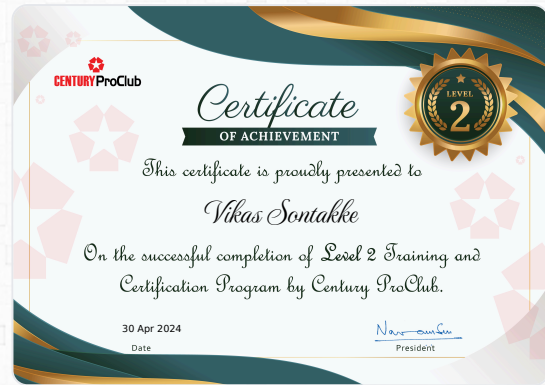 CENTURY ProClub
Certificate
OF ACHIEVEMENT
LEVEL
2
This certificate is proudly presented to
Vikas Sontakke
On the successful completion of Level 2 Training and
Certification Program by Century ProClub.
30 Apr 2024
Date
President